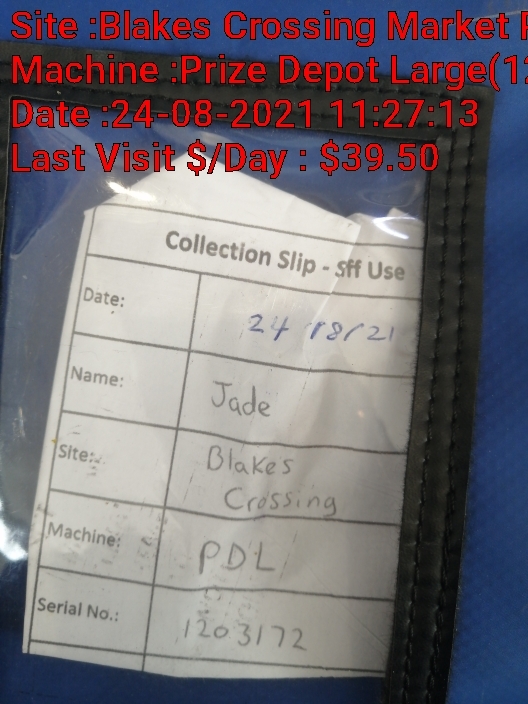 Site :Blakes Crossing Market
Machine :Prize Depot Large(12
Date :24-08-2021 11:27:13
Last Visit $/Day : $39.50
Collection Slip - Sff Use
Date: 24/8/21
Name: Jade
Site: Blakes
Crossing
Machine: PDL
Serial No.: 1203172